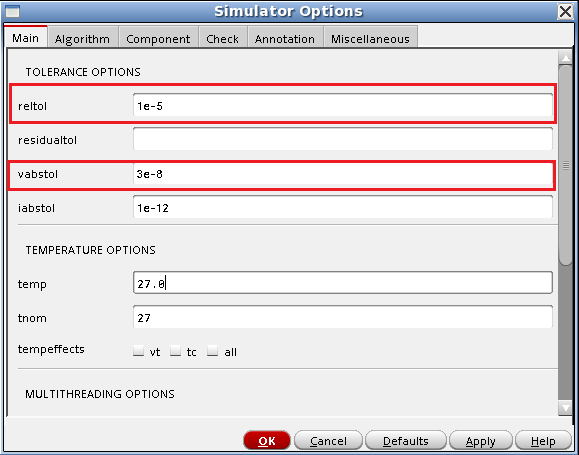 Simulator Options
Main Algorithm Component Check Annotation Miscellaneous
TOLERANCE OPTIONS
reltol 1e-5
residualtol
vabstol 3e-8
iabstol 1e-12
TEMPERATURE OPTIONS
temp 27.0
tnom 27
tempeffects vt tc all
MULTITHREADING OPTIONS
OK Cancel Defaults Apply Help